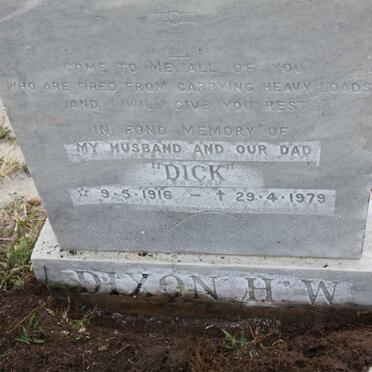 COME TO ME ALL OF YOU
WHO ARE TIRED FROM CARRYING HEAVY LOADS
AND I WILL GIVE YOU REST
IN FOND MEMORY OF
MY HUSBAND AND OUR DAD
"DICK"
☆ 9·5·1916 – ✝ 29·4·1979
DIXON H W